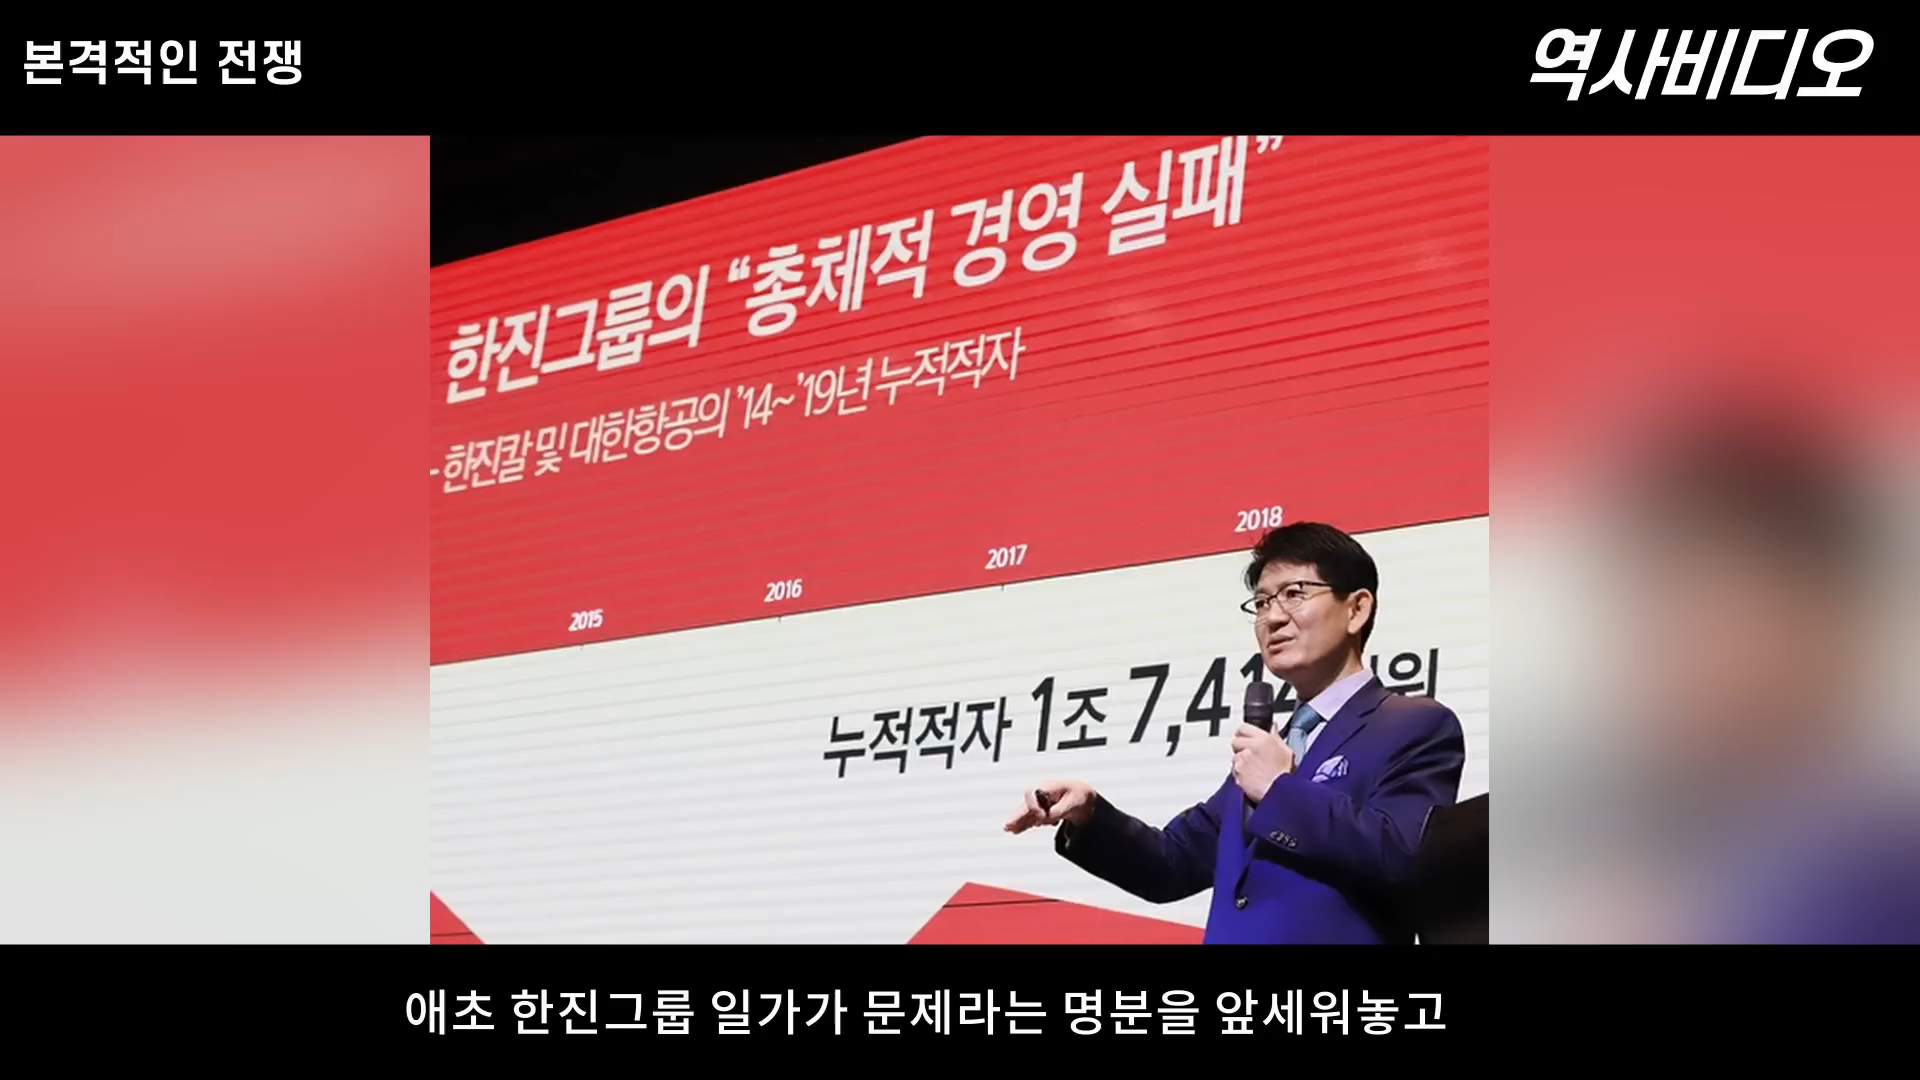 본격적인 전쟁
역사비디오
한진그룹의 “총체적 경영 실패”
- 한진칼 및 대한항공의 ’14~’19년 누적적자
2015
2016
2017
2018
누적적자 1조 7,414
애초 한진그룹 일가가 문제라는 명분을 앞세워놓고